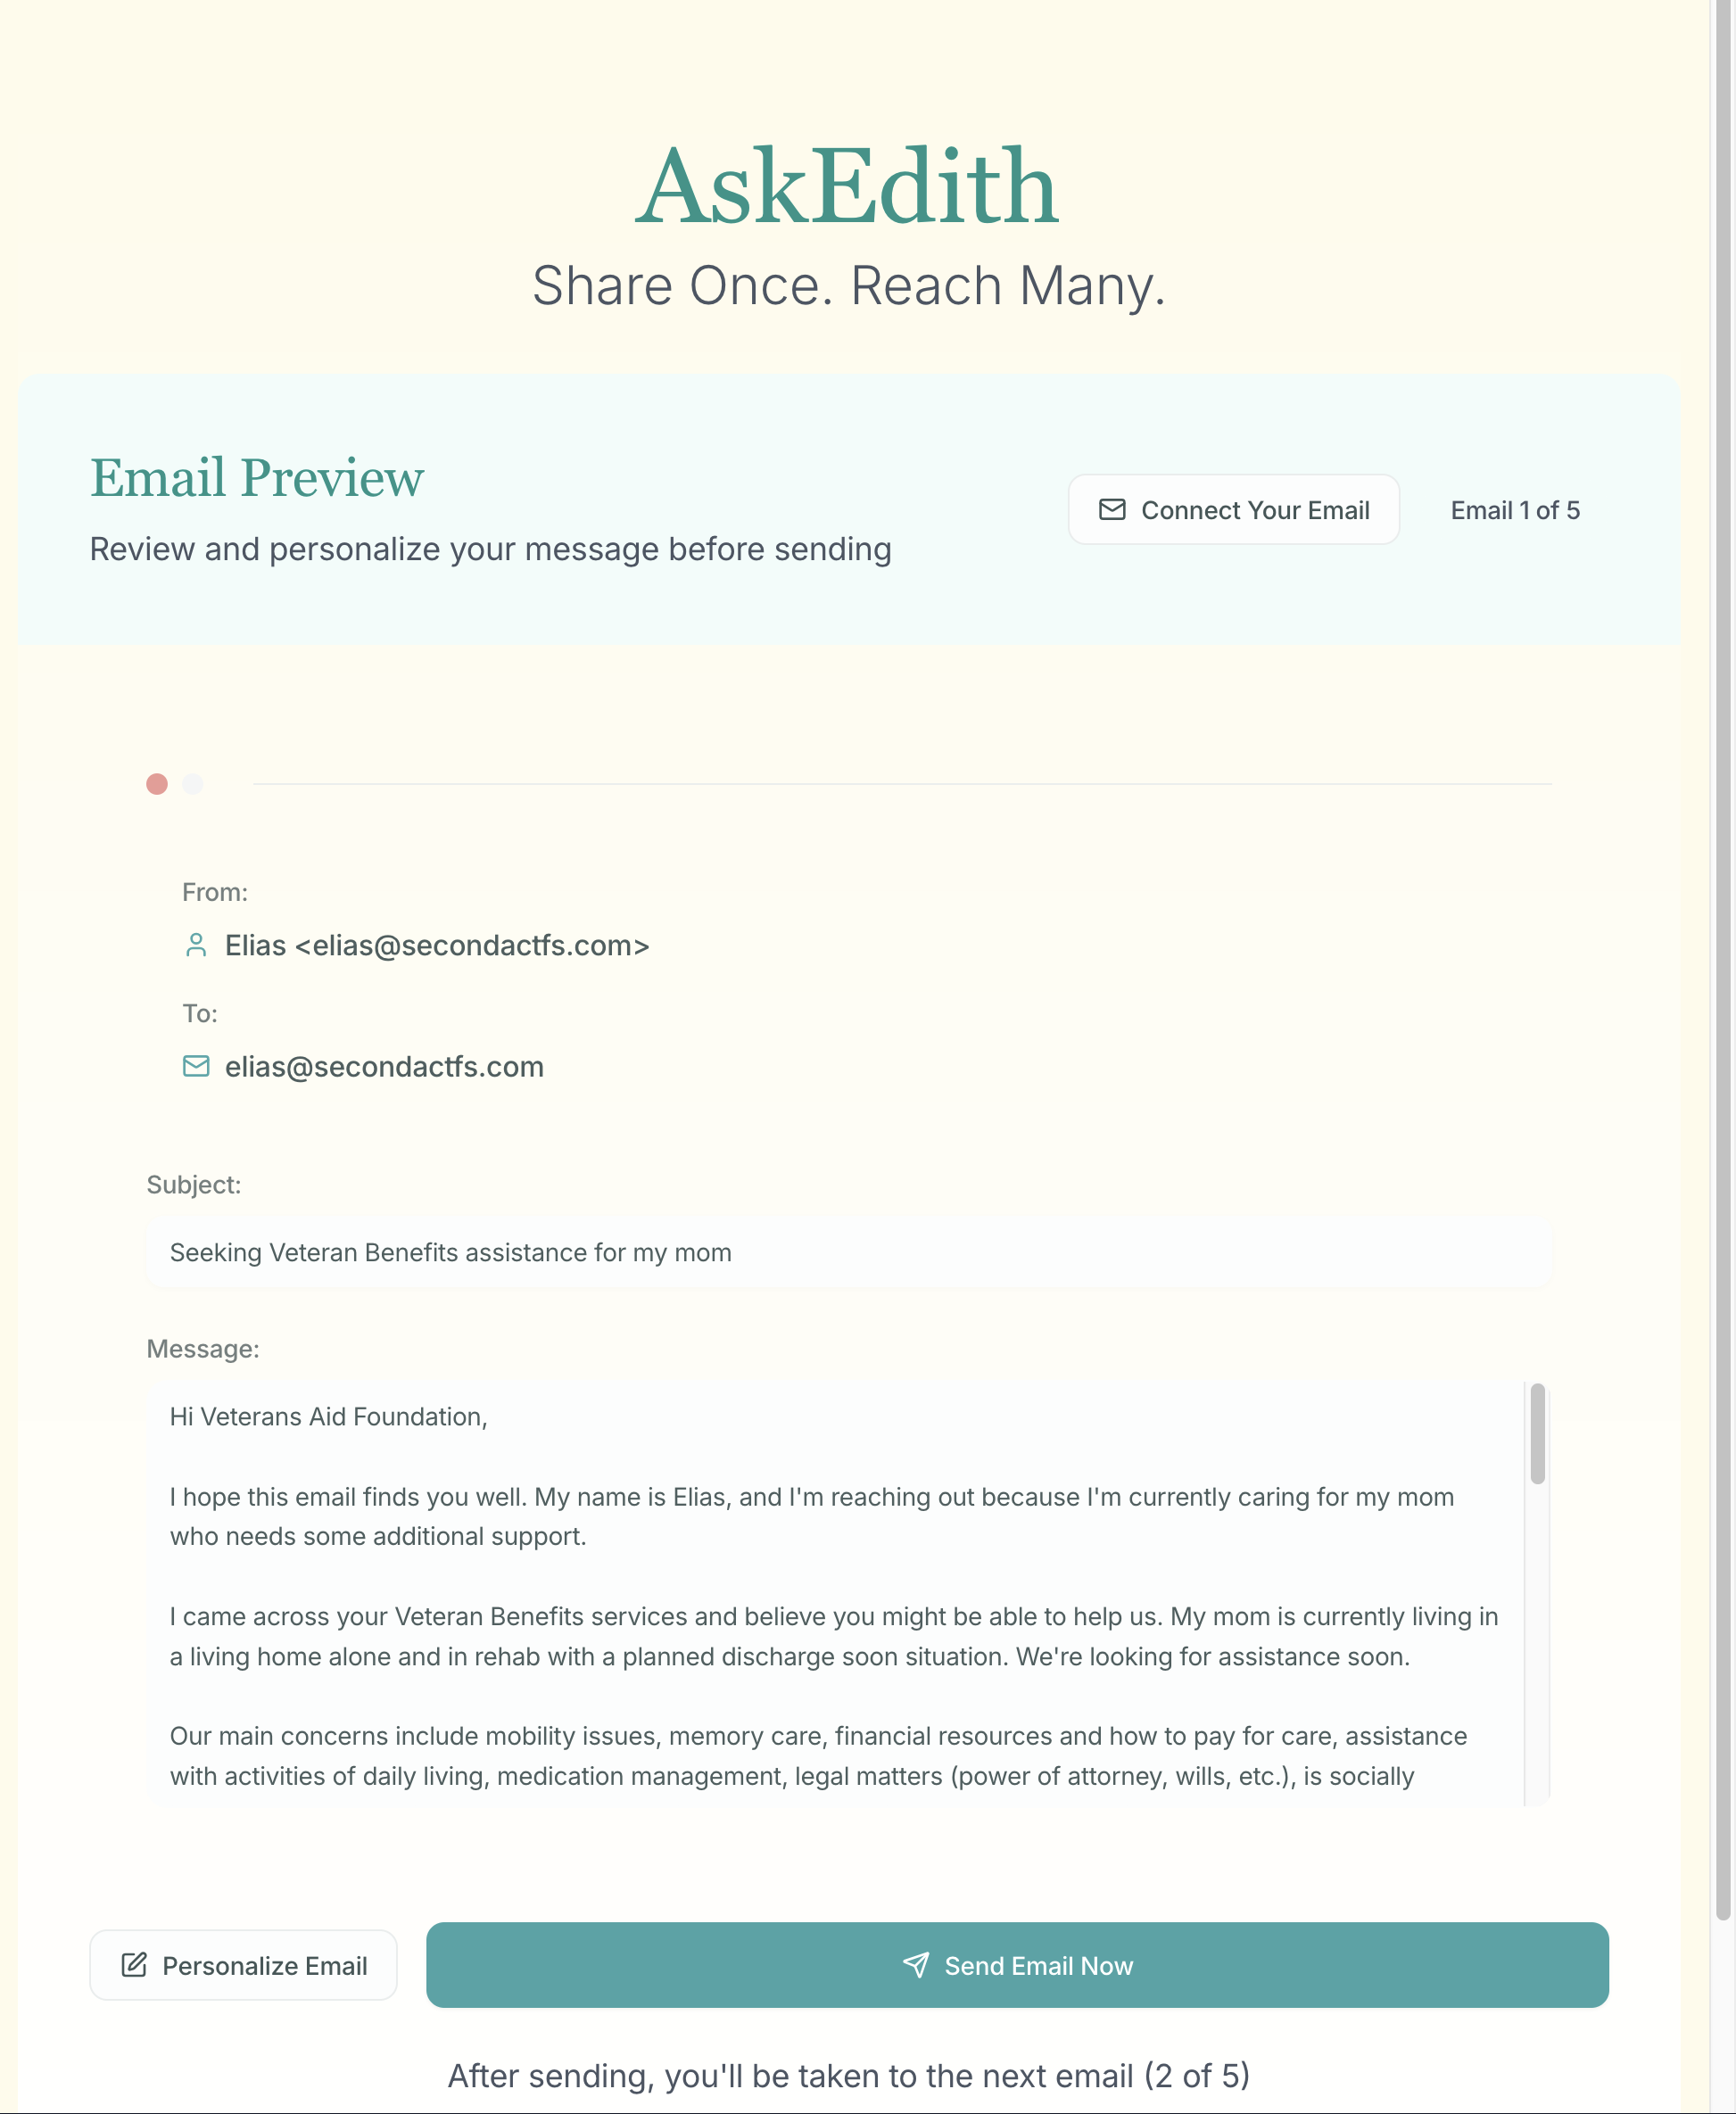 AskEdith
Share Once. Reach Many.
Email Preview
Review and personalize your message before sending
Connect Your Email
Email 1 of 5
From:
Elias <elias@secondactfs.com>
To:
elias@secondactfs.com
Subject:
Seeking Veteran Benefits assistance for my mom
Message:
Hi Veterans Aid Foundation,
I hope this email finds you well. My name is Elias, and I'm reaching out because I'm currently caring for my mom
who needs some additional support.
I came across your Veteran Benefits services and believe you might be able to help us. My mom is currently living in
a living home alone and in rehab with a planned discharge soon situation. We're looking for assistance soon.
Our main concerns include mobility issues, memory care, financial resources and how to pay for care, assistance
with activities of daily living, medication management, legal matters (power of attorney, wills, etc.), is socially
Personalize Email
Send Email Now
After sending, you'll be taken to the next email (2 of 5)